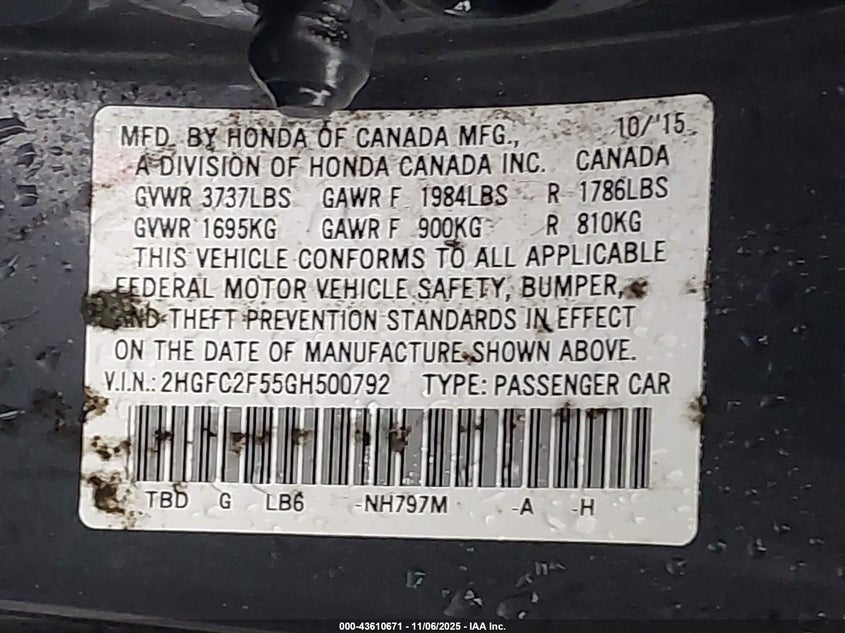 10/'15
MFD. BY HONDA OF CANADA MFG.,
A DIVISION OF HONDA CANADA INC. CANADA
GVWR 3737LBS GAWR F 1984LBS R 1786LBS
GVWR 1695KG GAWR F 900KG R 810KG
THIS VEHICLE CONFORMS TO ALL APPLICABLE
FEDERAL MOTOR VEHICLE SAFETY, BUMPER,
AND THEFT PREVENTION STANDARDS IN EFFECT
ON THE DATE OF MANUFACTURE SHOWN ABOVE.
V.I.N.: 2HGFC2F55GH500792 TYPE: PASSENGER CAR
TBD G LB6 -NH797M -A -H
000-43610671 - 11/06/2025 - IAA Inc.